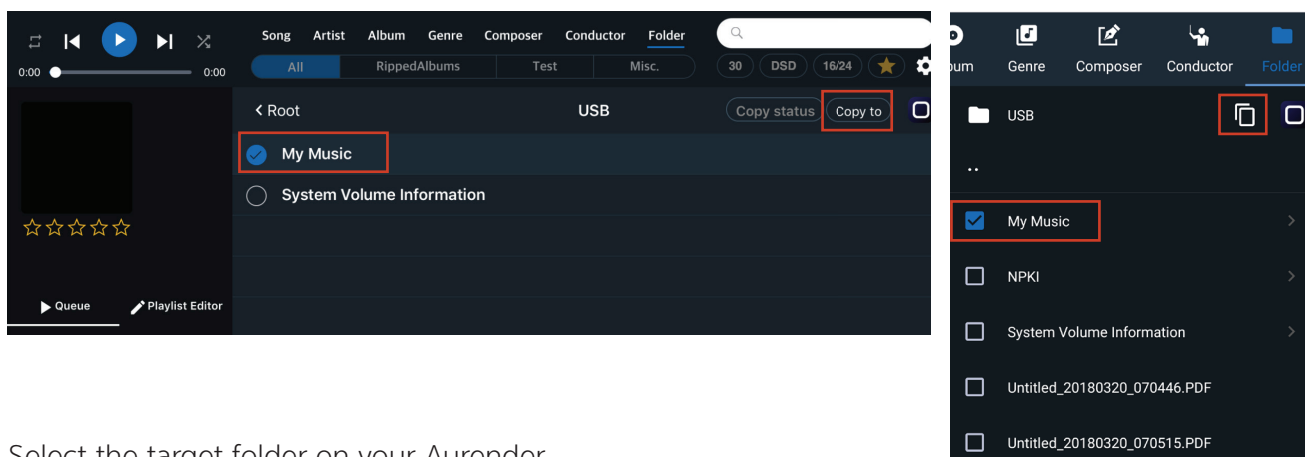 Song Artist Album Genre Composer Conductor Folder
0:00 0:00
All RippedAlbums Test Misc. 30 DSD 16/24
Root USB Copy status Copy to
My Music
System Volume Information
Queue Playlist Editor
um Genre Composer Conductor Folder
USB
..
My Music
NPKI
System Volume Information
Untitled_20180320_070446.PDF
Untitled_20180320_070515.PDF
Select the target folder on your Aurender